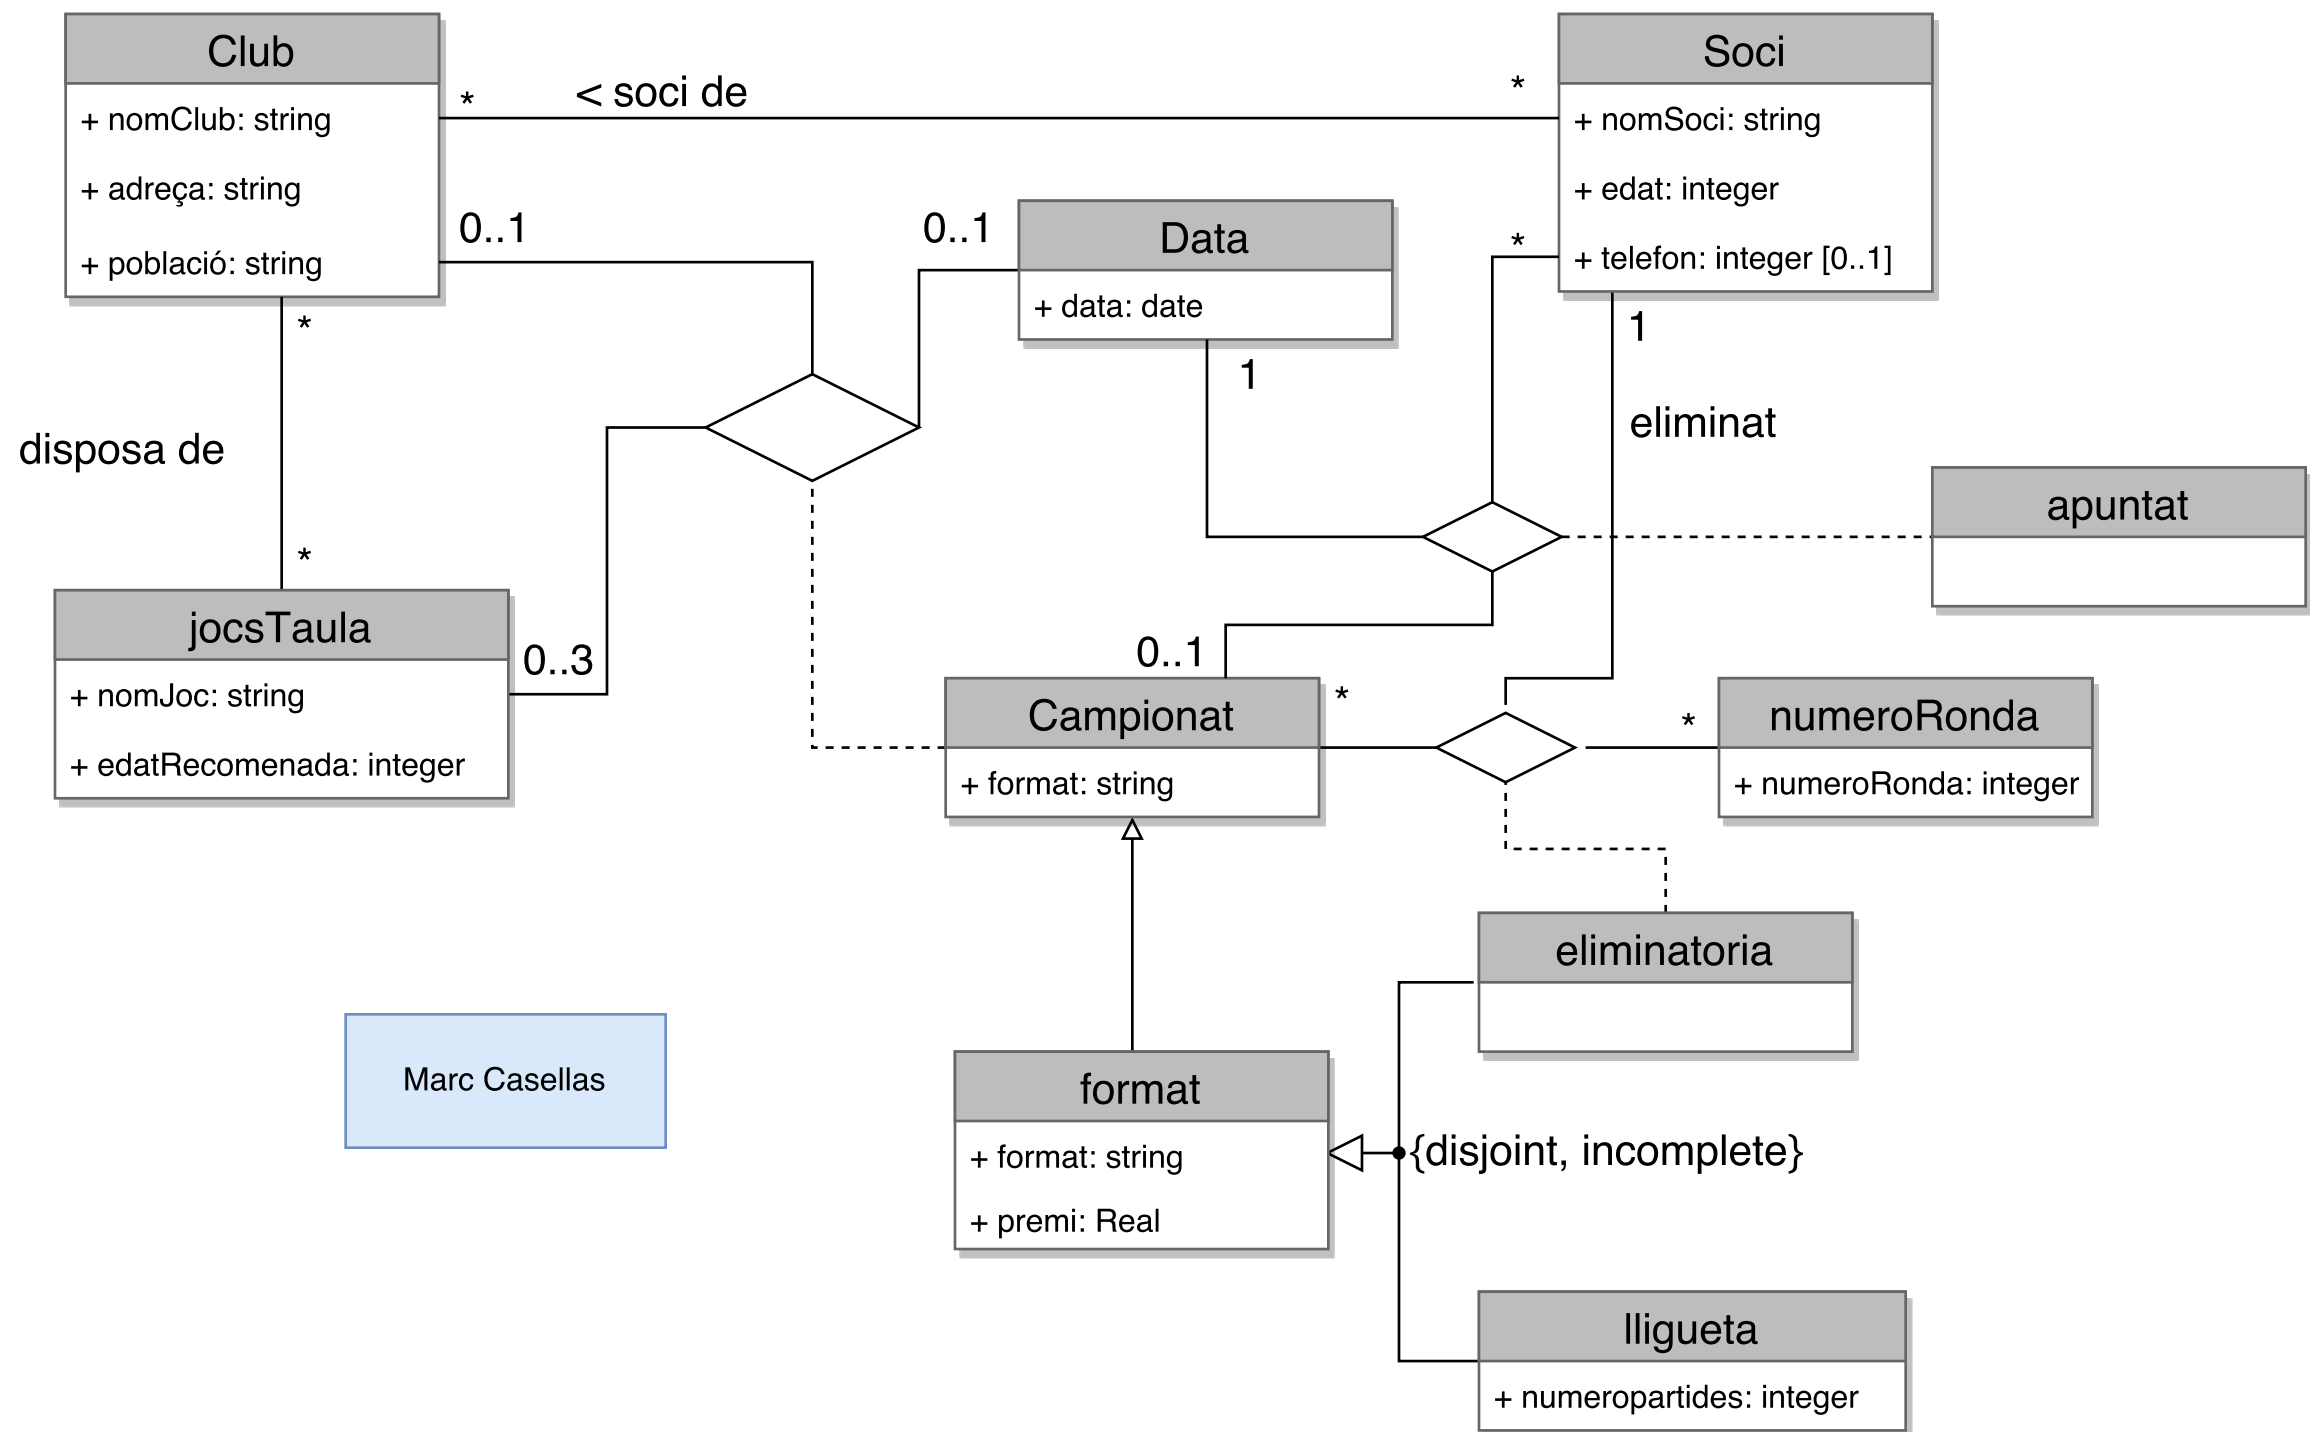 Club
+ nomClub: string
+ adreça: string
+ població: string
*
< soci de
*
Soci
+ nomSoci: string
+ edat: integer
+ telefon: integer [0..1]
0..1
0..1
Data
+ data: date
*
1
1
*
disposa de
*
eliminat
apuntat
jocsTaula
+ nomJoc: string
+ edatRecomenada: integer
0..3
0..1
Campionat
+ format: string
*
*
numeroRonda
+ numeroRonda: integer
eliminatoria
Marc Casellas
format
+ format: string
+ premi: Real
{disjoint, incomplete}
lligueta
+ numeropartides: integer